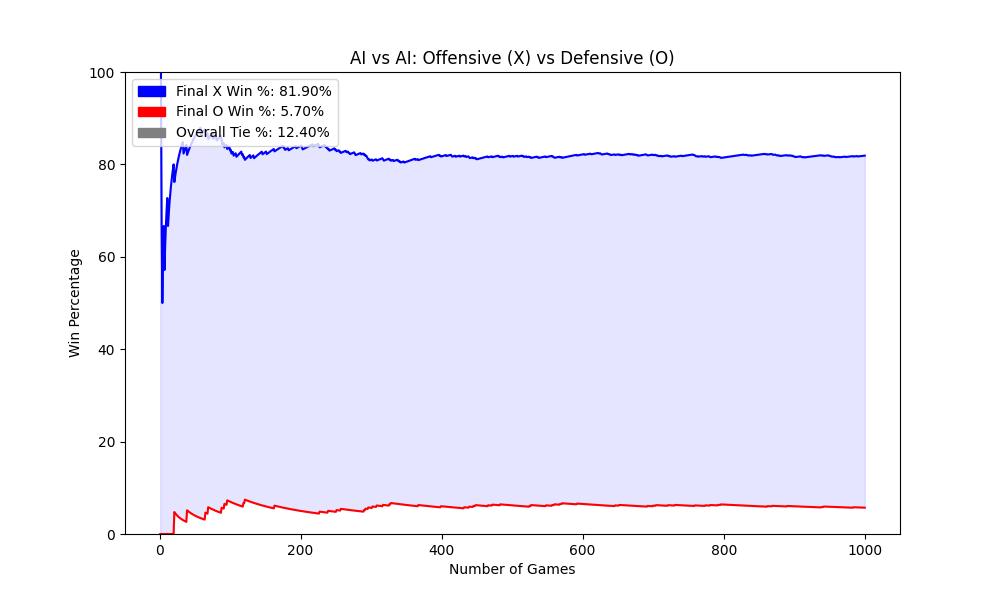 AI vs AI: Offensive (X) vs Defensive (O)
100
Final X Win %: 81.90%
Final O Win %: 5.70%
Overall Tie %: 12.40%
80
60
40
20
0
Win Percentage
0 200 400 600 800 1000
Number of Games